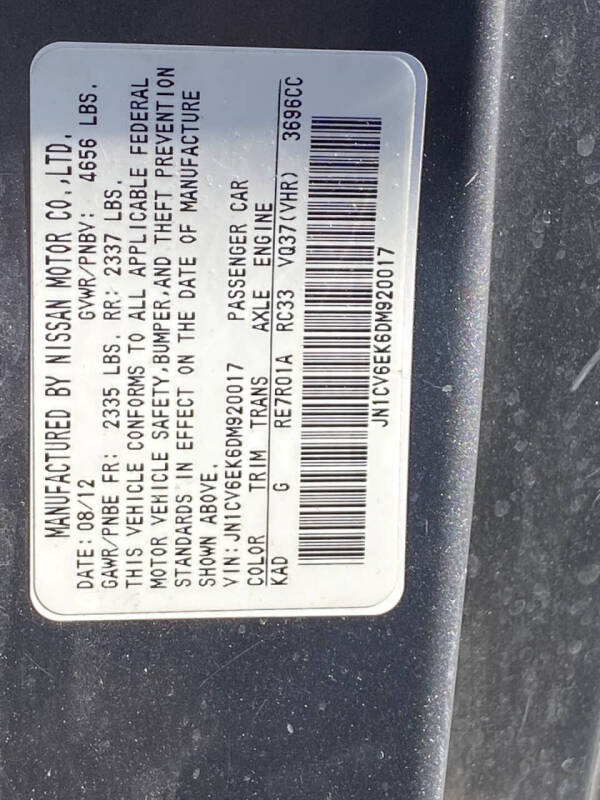 MANUFACTURED BY NISSAN MOTOR CO.,LTD.
DATE: 08/12 GVWR/PNBV: 4656 LBS.
GAWR/PNBE FR: 2335 LBS. RR: 2337 LBS.
THIS VEHICLE CONFORMS TO ALL APPLICABLE FEDERAL
MOTOR VEHICLE SAFETY,BUMPER,AND THEFT PREVENTION
STANDARDS IN EFFECT ON THE DATE OF MANUFACTURE
SHOWN ABOVE.
VIN:JN1CV6EK6DM920017 PASSENGER CAR
COLOR TRIM TRANS AXLE ENGINE
KAD G RE7R01A RC33 VQ37(VHR) 3696CC
JN1CV6EK6DM920017